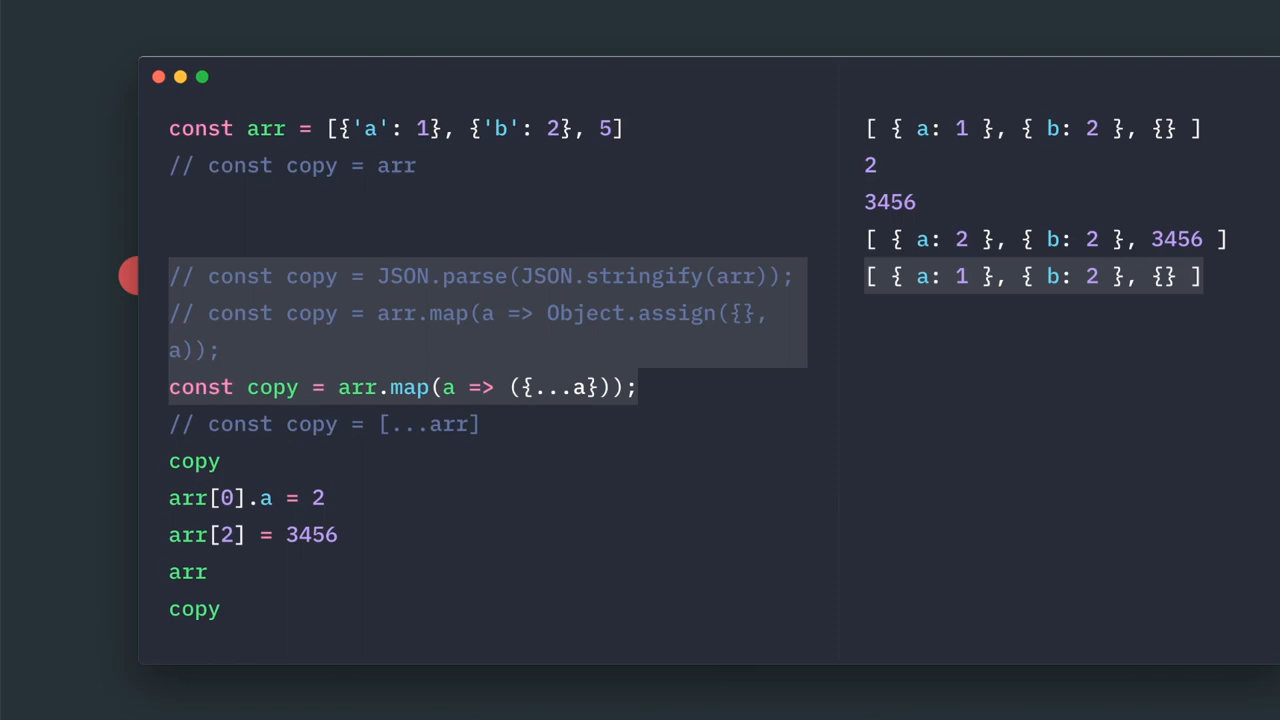 const arr = [{'a': 1}, {'b': 2}, 5]
// const copy = arr
// const copy = JSON.parse(JSON.stringify(arr));
// const copy = arr.map(a => Object.assign({},
a));
const copy = arr.map(a => ({...a}));
// const copy = [...arr]
copy
arr[0].a = 2
arr[2] = 3456
arr
copy
[ { a: 1 }, { b: 2 }, {} ]
2
3456
[ { a: 2 }, { b: 2 }, 3456 ]
[ { a: 1 }, { b: 2 }, {} ]